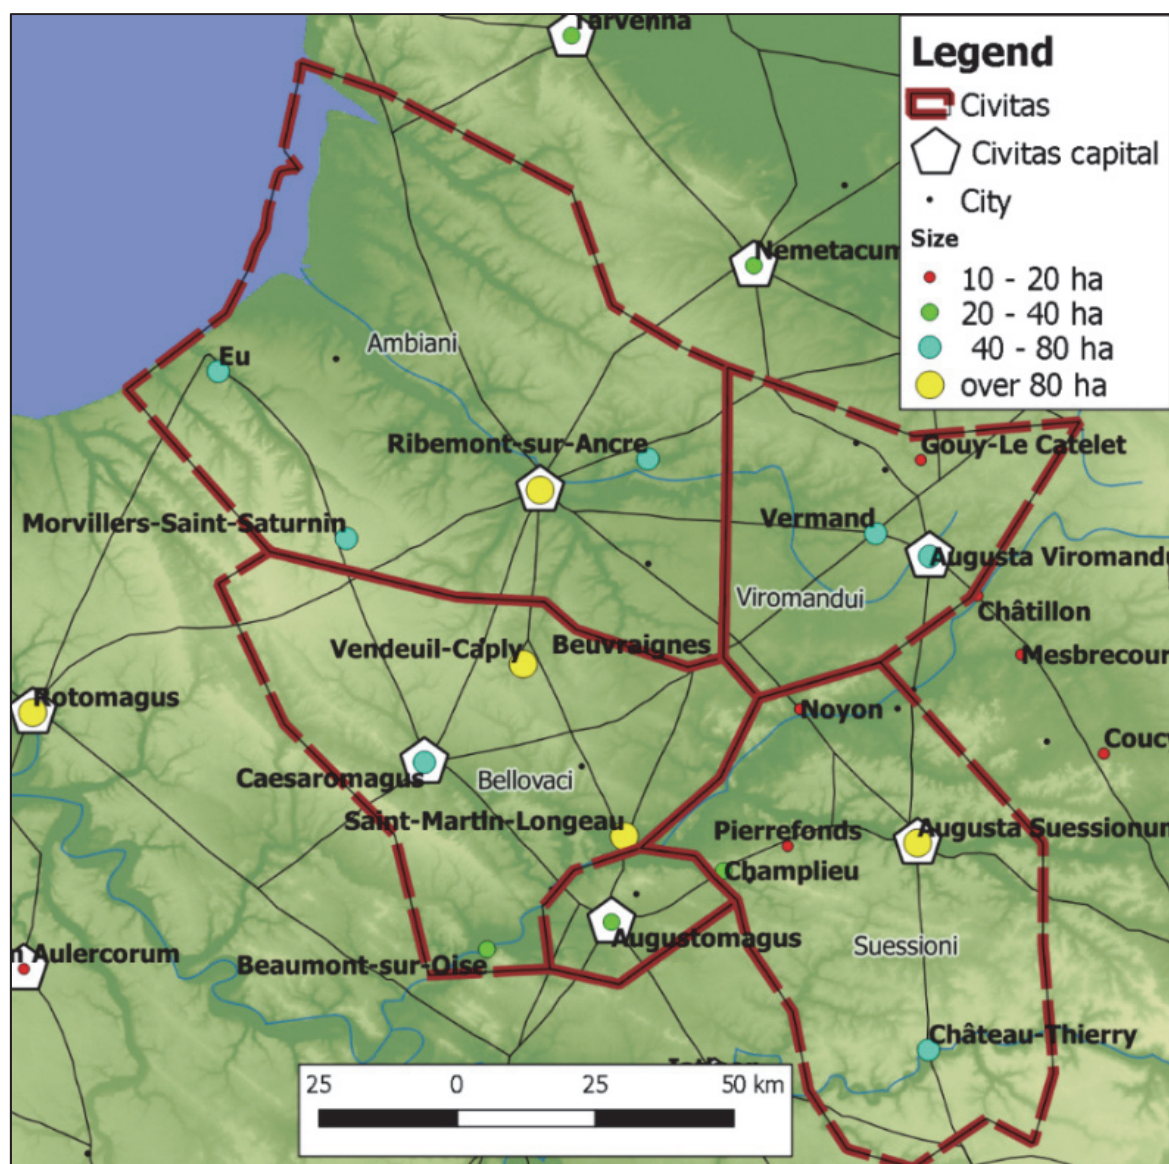 Tarvenna
Legend
Civitas
Civitas capital
City
Size
10 - 20 ha
20 - 40 ha
40 - 80 ha
over 80 ha
Nemetacum
Ambiani
Eu
Ribemont-sur-Ancre
Gouy-Le Catelet
Morvillers-Saint-Saturnin
Vermand
Augusta Viromandu
Viromandui
Châtillon
Vendeuil-Caply
Beuvraignes
Mesbrecour
Rotomagus
Noyon
Coucy
Caesaromagus
Bellovaci
Saint-Martin-Longeau
Pierrefonds
Augusta Suessionum
Champlieu
Augustomagus
Suessioni
Aulercorum
Beaumont-sur-Oise
Château-Thierry
25 0 25 50 km